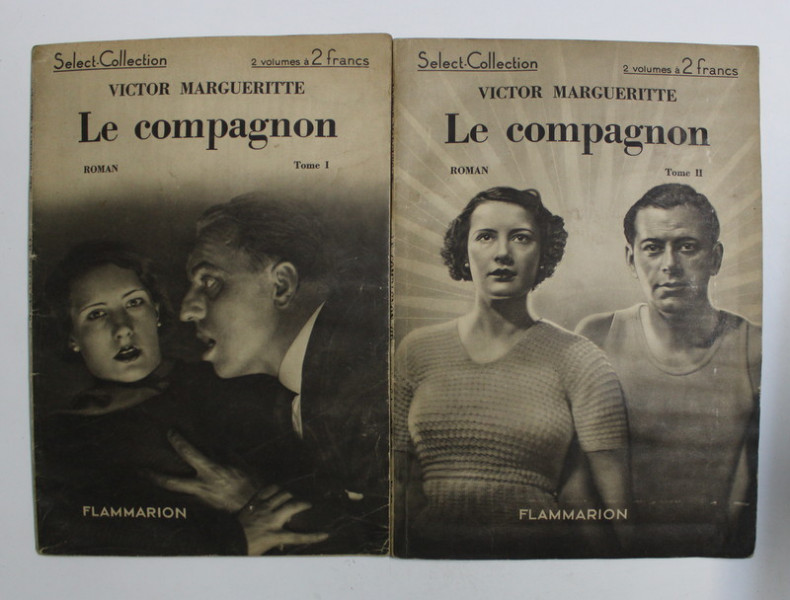 Select-Collection
2 volumes à 2 francs
VICTOR MARGUERITTE
Le compagnon
ROMAN
Tome I
FLAMMARION
Select-Collection
2 volumes à 2 francs
VICTOR MARGUERITTE
Le compagnon
ROMAN
Tome II
FLAMMARION